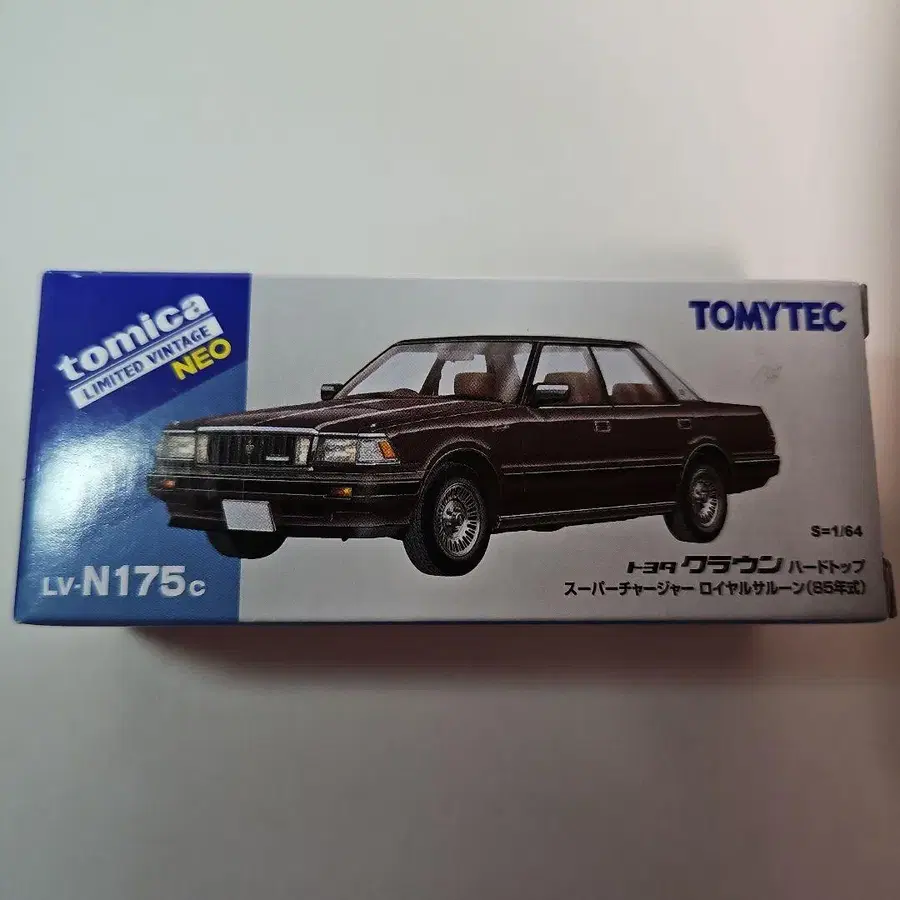 tomica
LIMITED VINTAGE
NEO
TOMYTEC
S=1/64
LV-N175c
トヨタ クラウン ハードトップ
スーパーチャージャー ロイヤルサルーン(85年式)